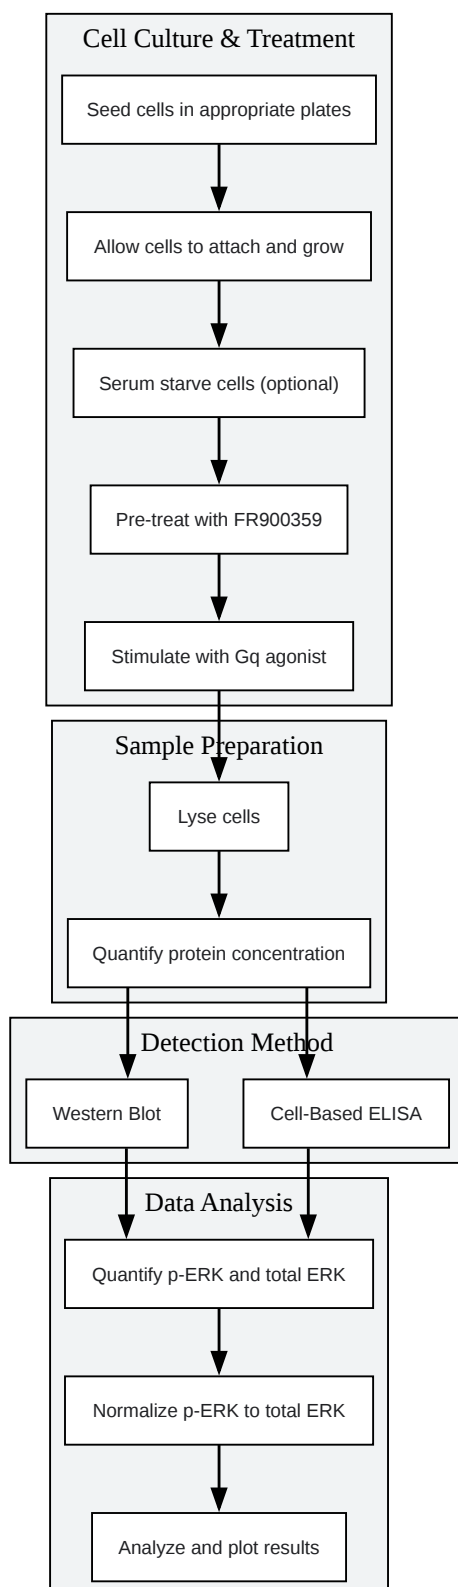 Cell Culture & Treatment
Seed cells in appropriate plates
Allow cells to attach and grow
Serum starve cells (optional)
Pre-treat with FR900359
Stimulate with Gq agonist
Sample Preparation
Lyse cells
Quantify protein concentration
Detection Method
Western Blot
Cell-Based ELISA
Data Analysis
Quantify p-ERK and total ERK
Normalize p-ERK to total ERK
Analyze and plot results